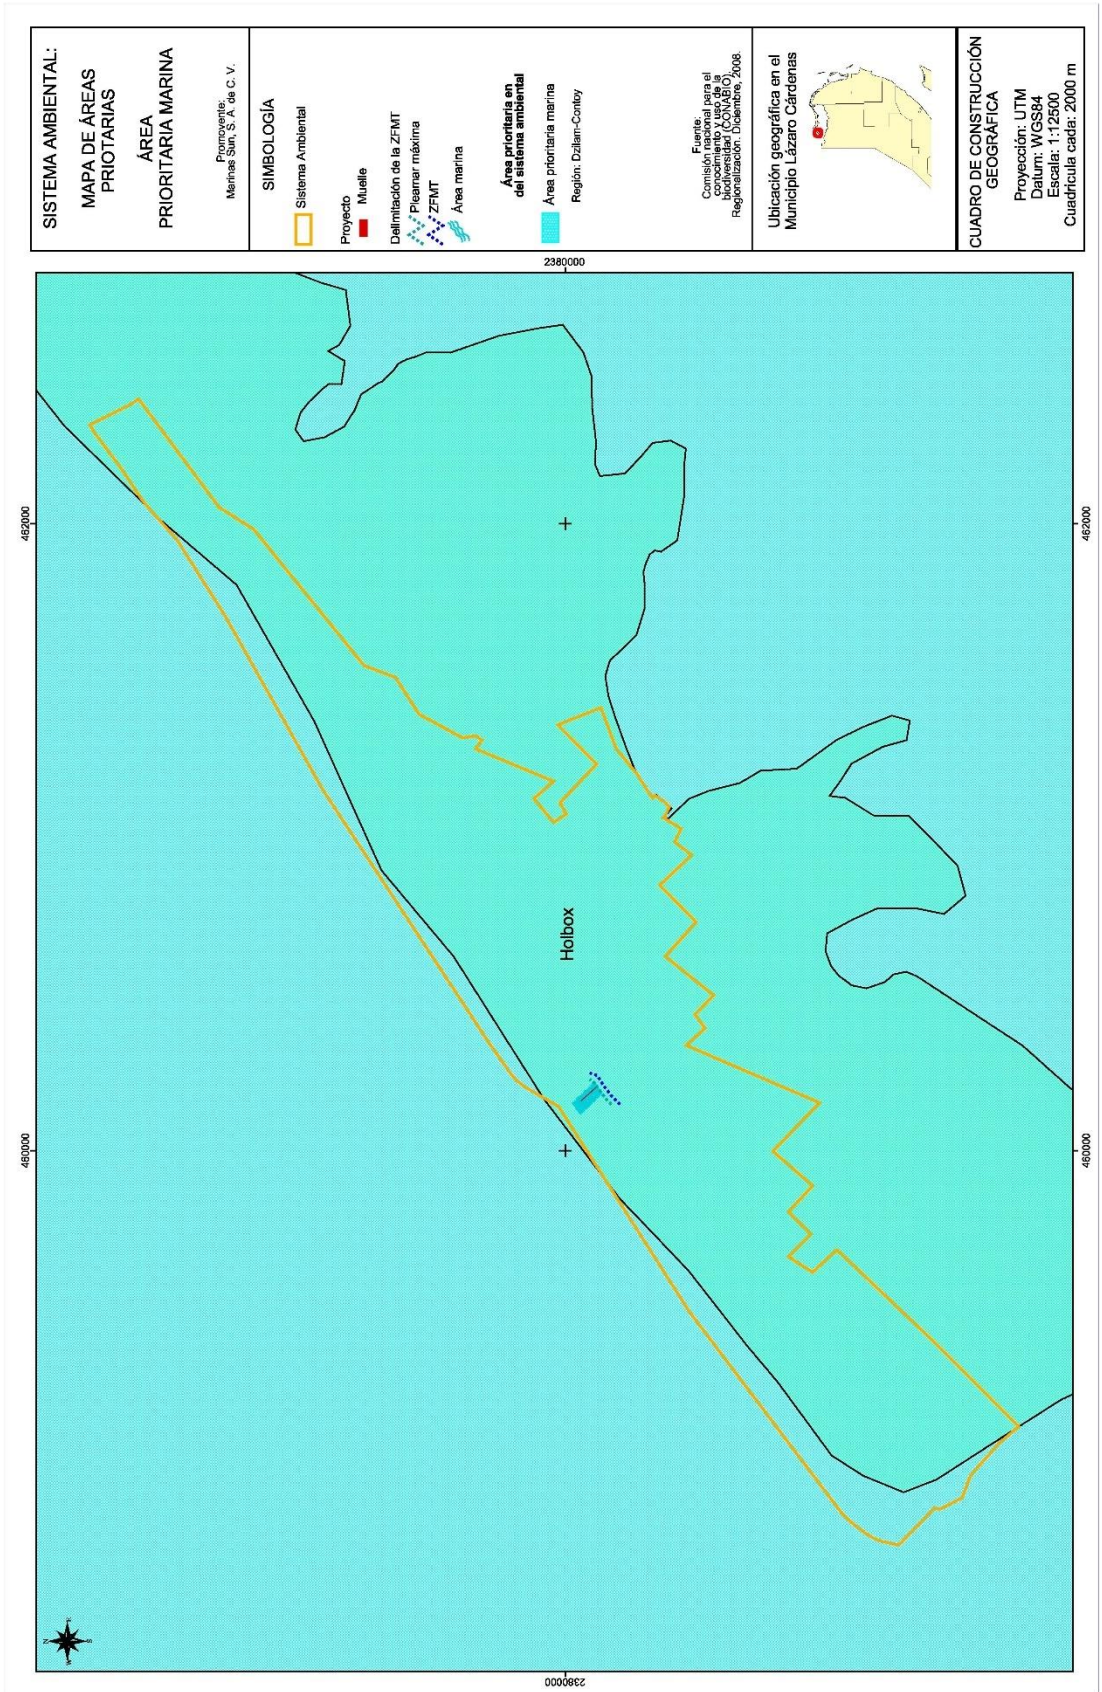 SISTEMA AMBIENTAL:
MAPA DE ÁREAS
PRIOTARIAS
ÁREA
PRIORITARIA MARINA
Promovente:
Marinas Sun, S. A. de C. V.
SIMBOLOGÍA
Sistema Ambiental
Proyecto
Muelle
Delimitación de la ZFMT
Pleamar máxima
ZFMT
Área marina
Área prioritaria en
del sistema ambiental
Área prioritaria marina
Región: Dzilam-Contoy
Fuente:
Comisión nacional para el
conocimiento y uso de la
biodiversidad (CONABIO),
Regionalización. Diciembre, 2008.
Ubicación geográfica en el
Municipio Lázaro Cárdenas
CUADRO DE CONSTRUCCIÓN
GEOGRÁFICA
Proyección: UTM
Datum: WGS84
Escala: 1:12500
Cuadrícula cada: 2000 m
460000
462000
2380000
2380000
460000
462000
Holbox
N
E
S
W